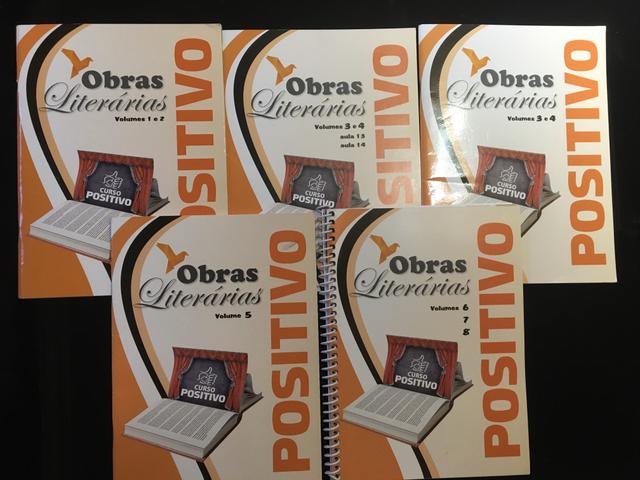 Obras
Literárias
Volumes 1 e 2
CURSO
POSITIVO
POSITIVO
Obras
Literárias
Volumes 3 e 4
aula 13
aula 14
CURSO
POSITIVO
POSITIVO
Obras
Literárias
Volumes 3 e 4
CURSO
POSITIVO
POSITIVO
Obras
Literárias
Volume 5
CURSO
POSITIVO
POSITIVO
Obras
Literárias
Volumes 6
7
8
CURSO
POSITIVO
POSITIVO